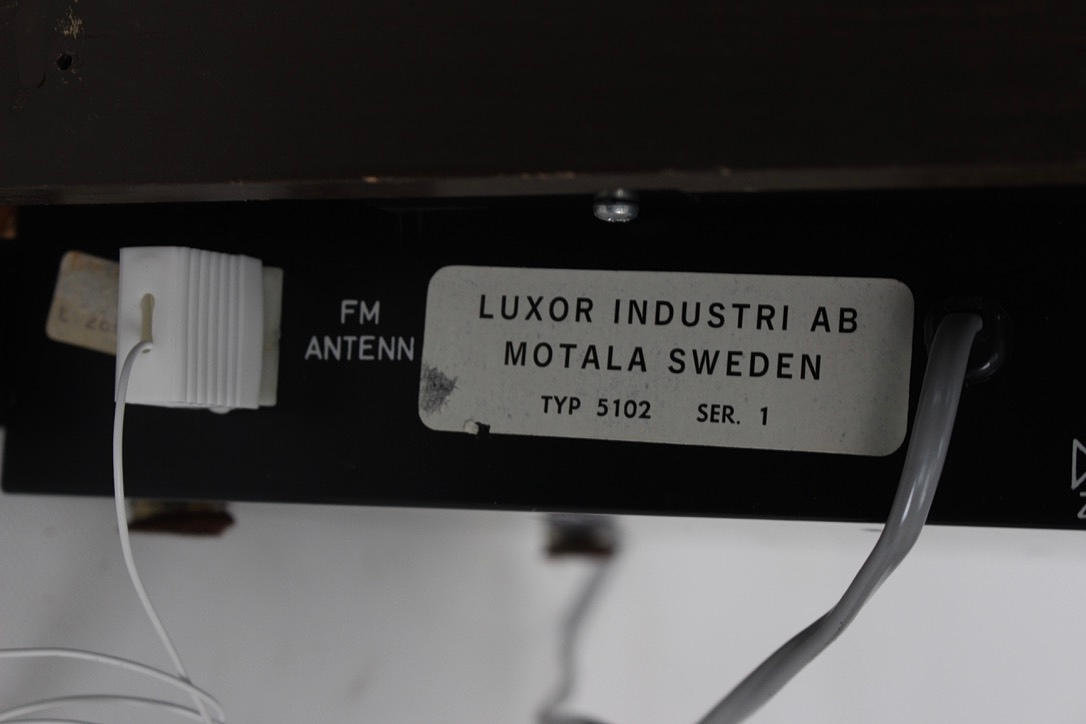 FM
ANTENN
LUXOR INDUSTRI AB
MOTALA SWEDEN
TYP 5102 SER. 1